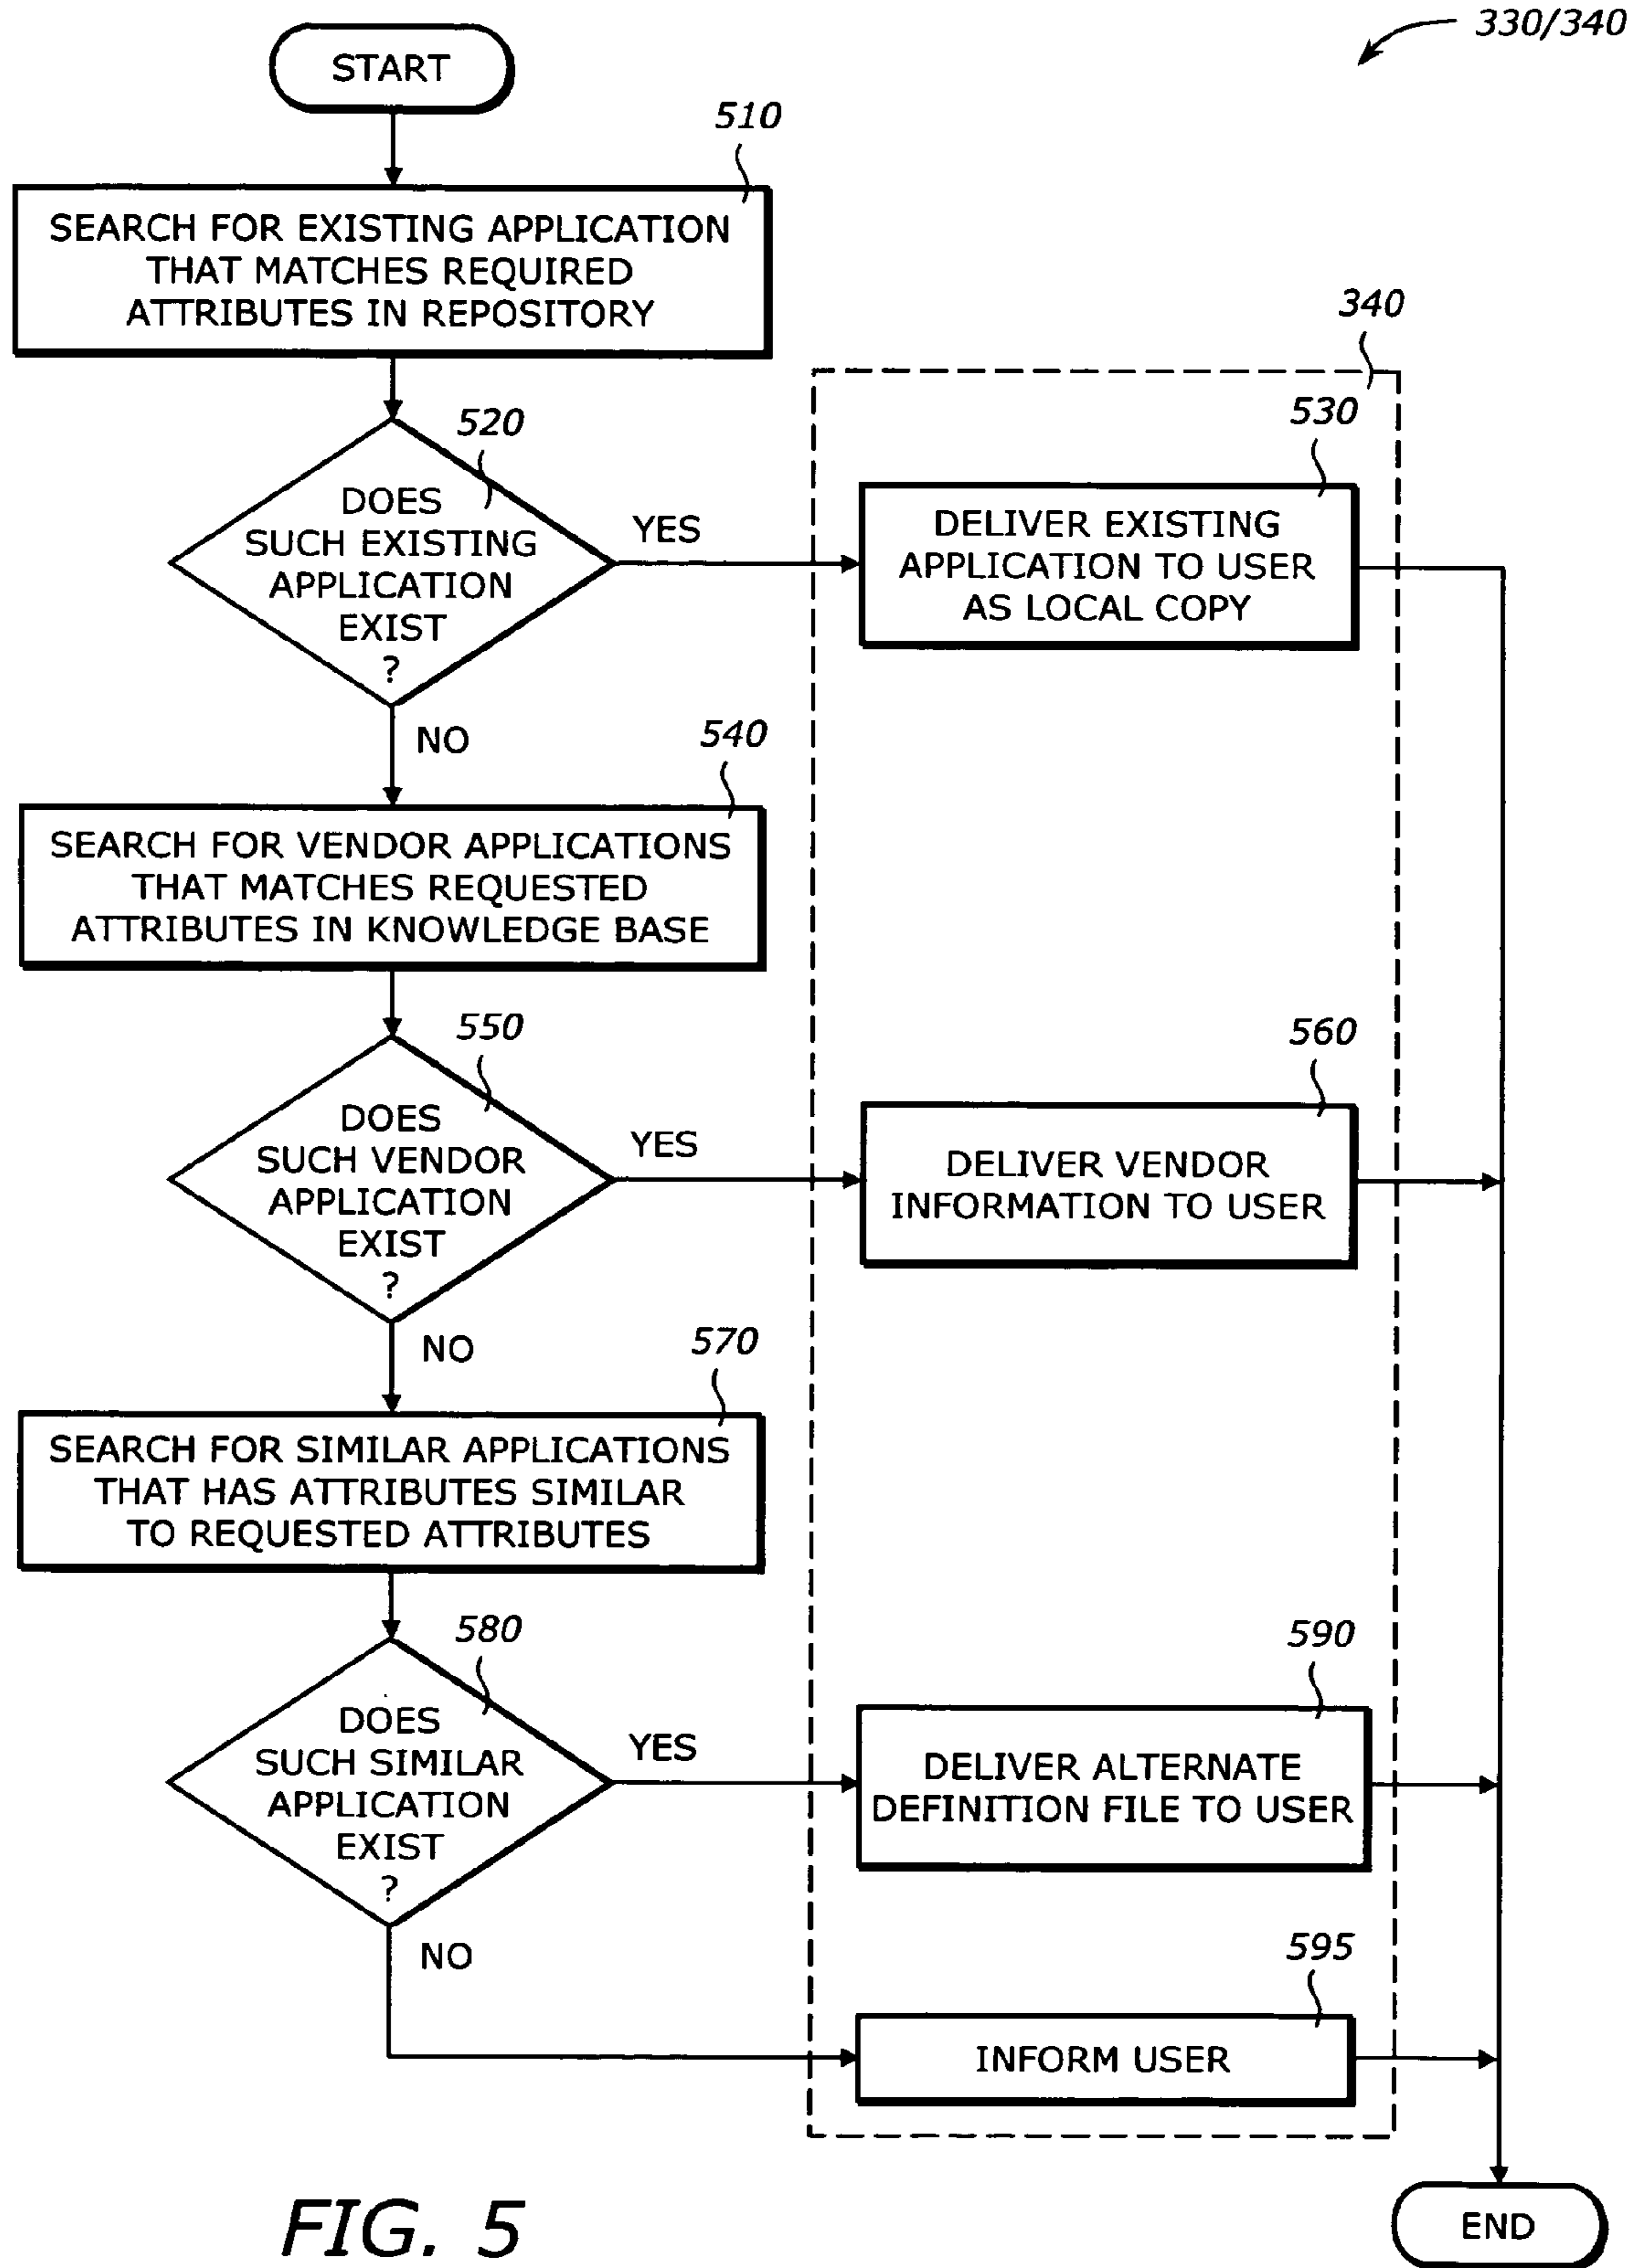 330/340
START
510
SEARCH FOR EXISTING APPLICATION
THAT MATCHES REQUIRED
ATTRIBUTES IN REPOSITORY
340
520
DOES
SUCH EXISTING
APPLICATION
EXIST
?
YES
530
DELIVER EXISTING
APPLICATION TO USER
AS LOCAL COPY
NO
540
SEARCH FOR VENDOR APPLICATIONS
THAT MATCHES REQUESTED
ATTRIBUTES IN KNOWLEDGE BASE
550
DOES
SUCH VENDOR
APPLICATION
EXIST
?
YES
560
DELIVER VENDOR
INFORMATION TO USER
NO
570
SEARCH FOR SIMILAR APPLICATIONS
THAT HAS ATTRIBUTES SIMILAR
TO REQUESTED ATTRIBUTES
580
DOES
SUCH SIMILAR
APPLICATION
EXIST
?
YES
590
DELIVER ALTERNATE
DEFINITION FILE TO USER
NO
595
INFORM USER
END
FIG. 5